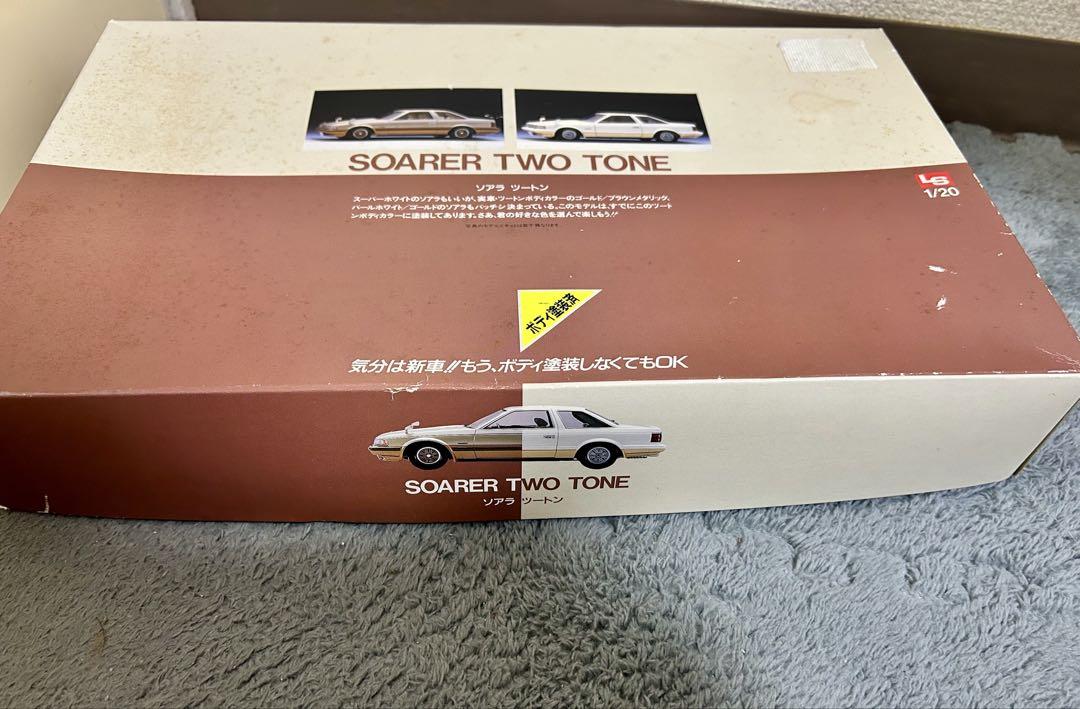 SOARER TWO TONE
ソアラ ツートン
スーパーホワイトのソアラもいいが、実車・ツートンボディカラーのゴールド/ブラウンメタリック、
パールホワイト/ゴールドのソアラもバッチシ決まっている。このモデルは、すでにこのツート
ンボディカラーに塗装してあります。さあ、君の好きな色を選んで楽しもう!!
LS
1/20
ボディ塗装済
気分は新車!!もう、ボディ塗装しなくてもOK
SOARER TWO TONE
ソアラ ツートン